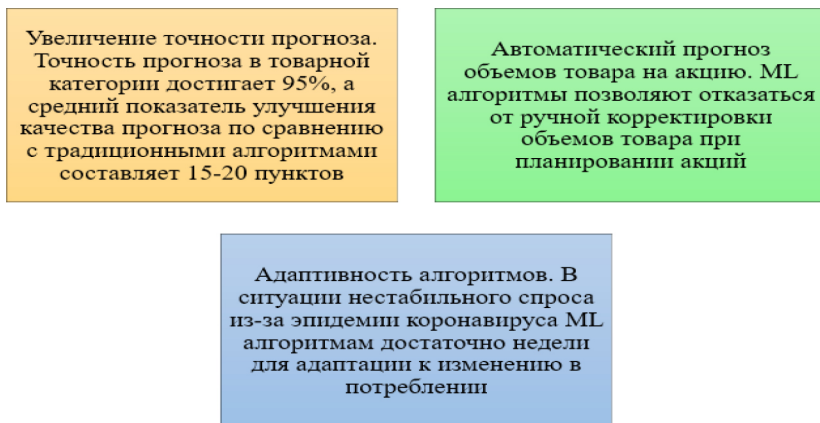 Увеличение точности прогноза.
Точность прогноза в товарной
категории достигает 95%, а
средний показатель улучшения
качества прогноза по сравнению
с традиционными алгоритмами
составляет 15-20 пунктов
Автоматический прогноз
объемов товара на акцию. ML
алгоритмы позволяют отказаться
от ручной корректировки
объемов товара при
планировании акций
Адаптивность алгоритмов. В
ситуации нестабильного спроса
из-за эпидемии коронавируса ML
алгоритмам достаточно недели
для адаптации к изменению в
потреблении